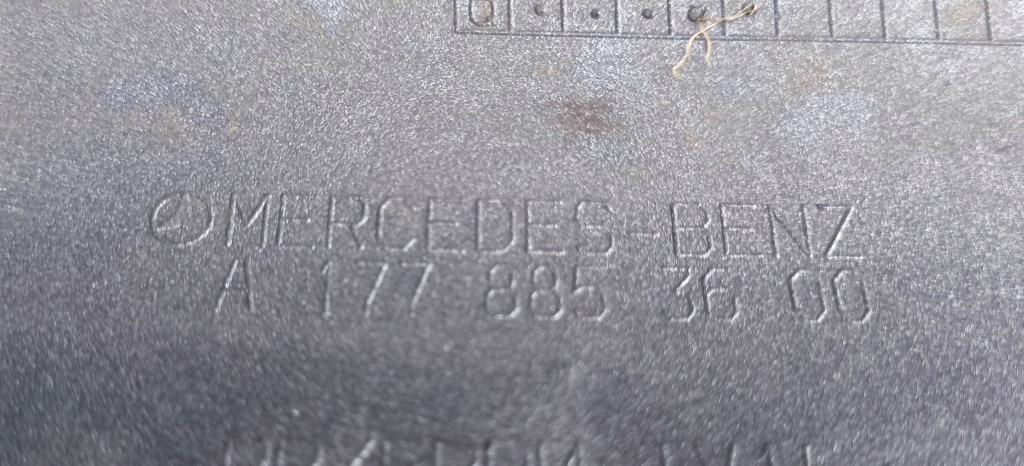 Q
MERCEDES-BENZ
A 177 885 36 00